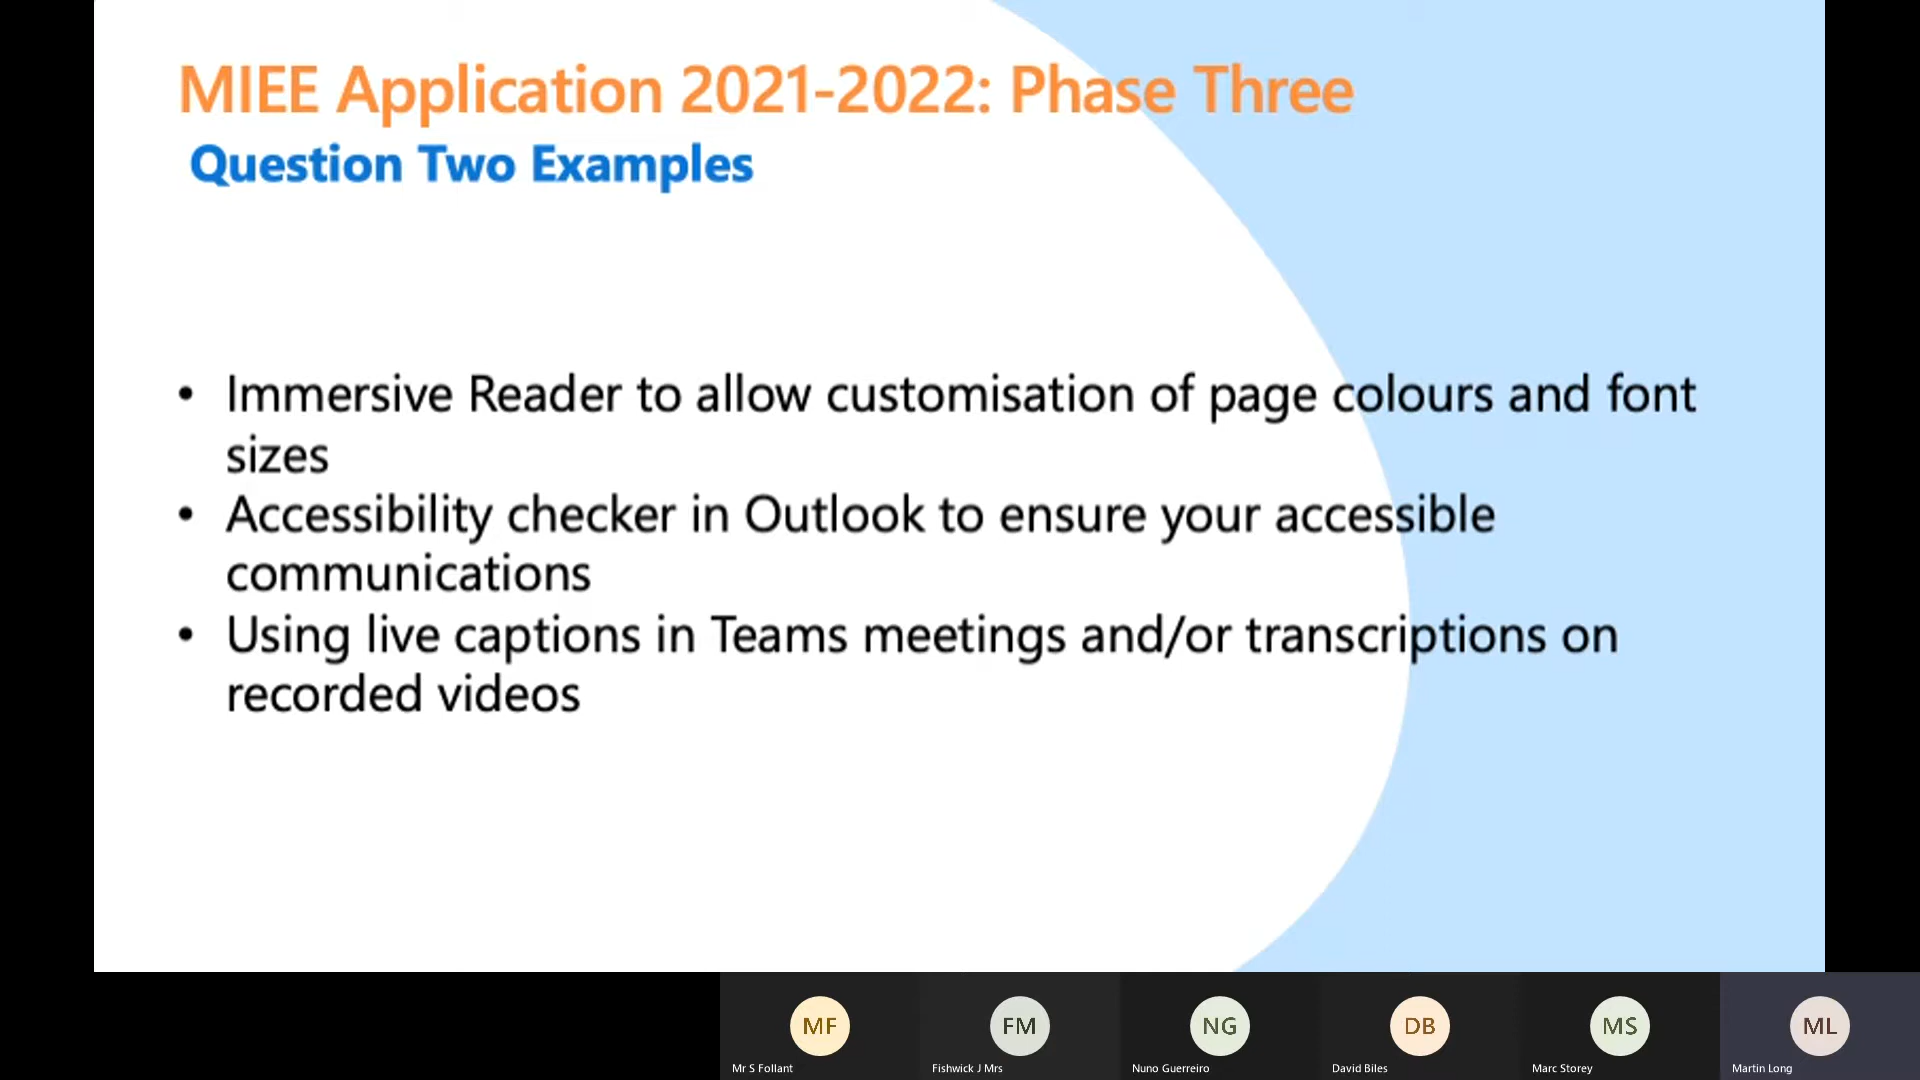 MIEE Application 2021-2022: Phase Three
Question Two Examples
• Immersive Reader to allow customisation of page colours and font
sizes
• Accessibility checker in Outlook to ensure your accessible
communications
• Using live captions in Teams meetings and/or transcriptions on
recorded videos
MF
FM
NG
DB
MS
ML
Mr S Follant
Fishwick J Mrs
Nuno Guerreiro
David Biles
Marc Storey
Martin Long